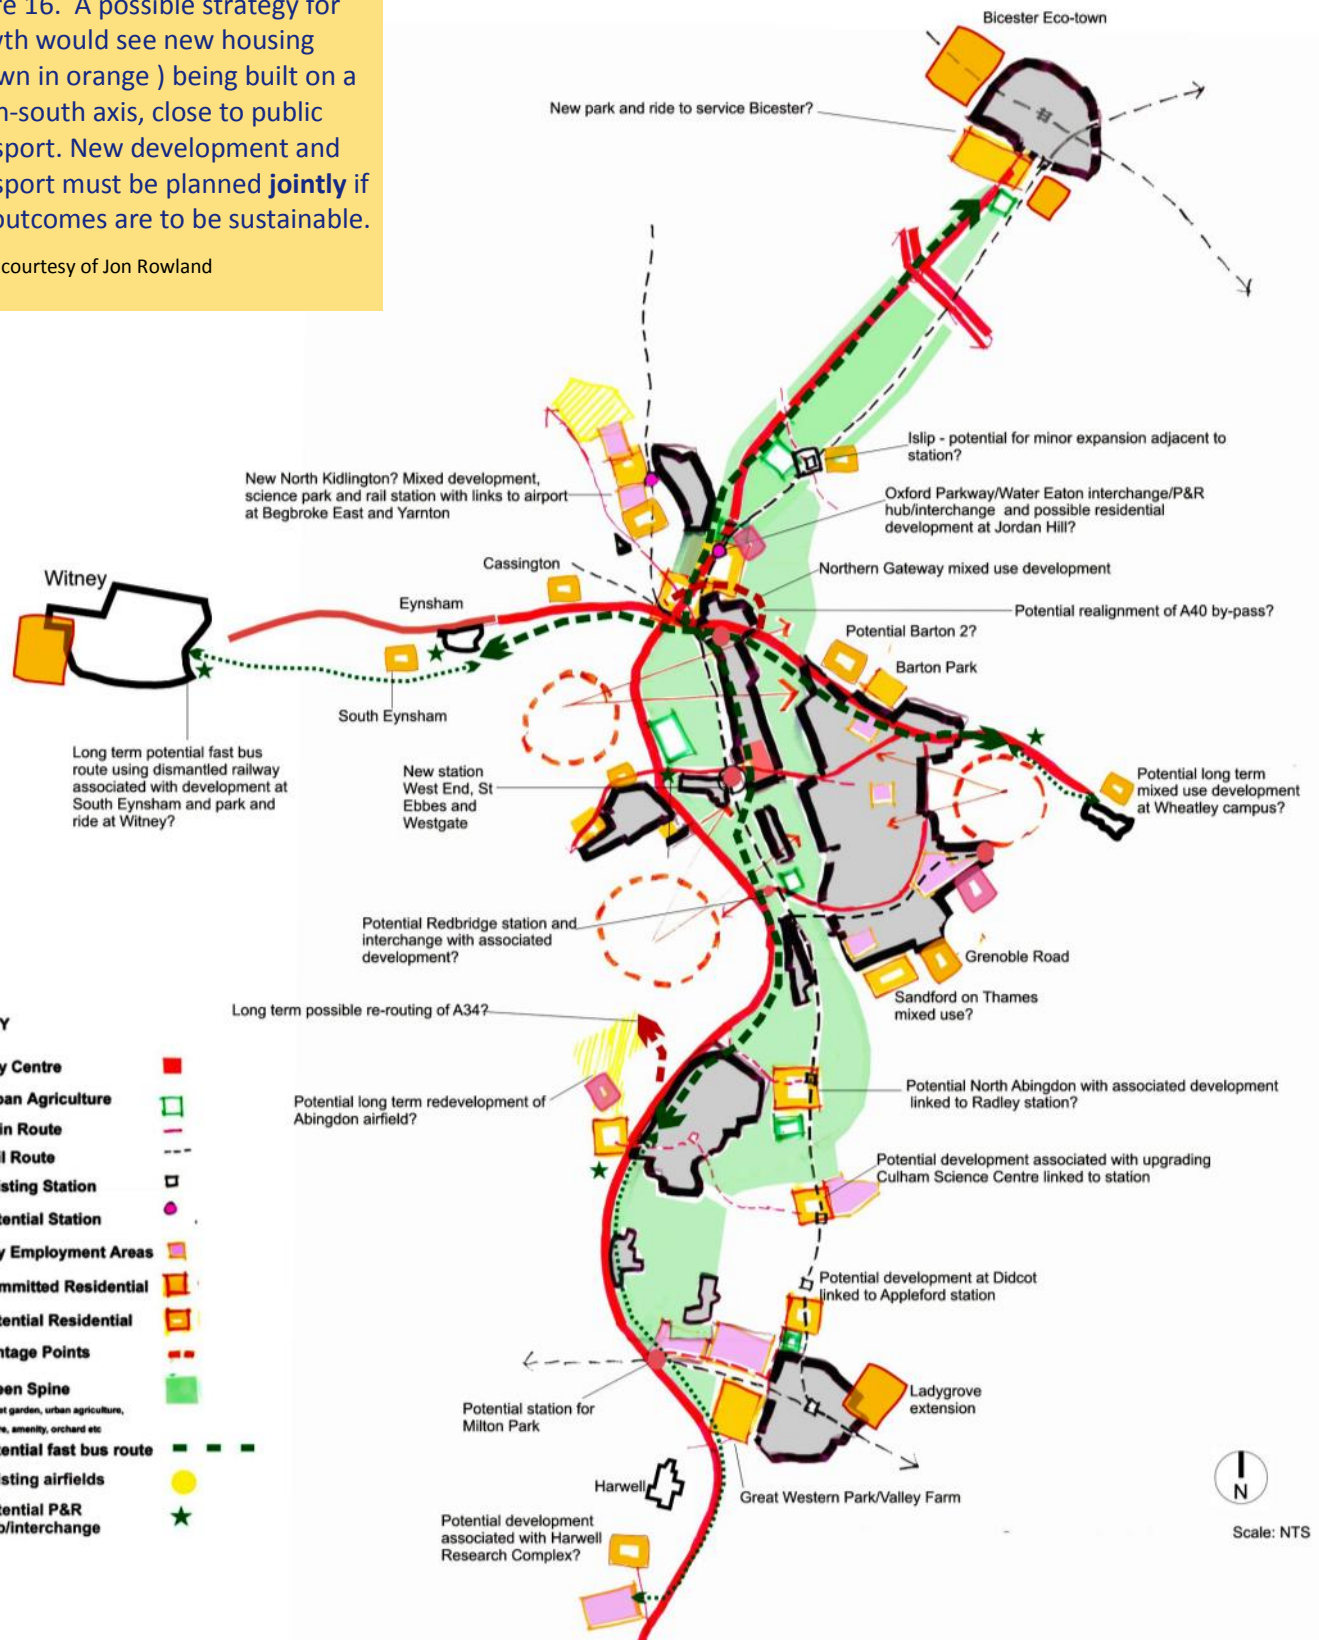 re 16. A possible strategy for
th would see new housing
wn in orange ) being built on a
-south axis, close to public
sport. New development and
sport must be planned jointly if
outcomes are to be sustainable.
courtesy of Jon Rowland
Bicester Eco-town
New park and ride to service Bicester?
Islip - potential for minor expansion adjacent to
station?
New North Kidlington? Mixed development,
science park and rail station with links to airport
at Begbroke East and Yarnton
Oxford Parkway/Water Eaton interchange/P&R
hub/interchange and possible residential
development at Jordan Hill?
Cassington
Northern Gateway mixed use development
Witney
Eynsham
Potential realignment of A40 by-pass?
Potential Barton 2?
Barton Park
South Eynsham
Long term potential fast bus
route using dismantled railway
associated with development at
South Eynsham and park and
ride at Witney?
New station
West End, St
Ebbes and
Westgate
Potential long term
mixed use development
at Wheatley campus?
Potential Redbridge station and
interchange with associated
development?
Grenoble Road
Sandford on Thames
mixed use?
Long term possible re-routing of A34?
Potential long term redevelopment of
Abingdon airfield?
Potential North Abingdon with associated development
linked to Radley station?
Potential development associated with upgrading
Culham Science Centre linked to station
Potential development at Didcot
linked to Appleford station
Ladygrove
extension
Potential station for
Milton Park
Harwell
Great Western Park/Valley Farm
Potential development
associated with Harwell
Research Complex?
Y
y Centre
ban Agriculture
in Route
il Route
isting Station
tential Station
y Employment Areas
mmitted Residential
tential Residential
ntage Points
een Spine
et garden, urban agriculture,
re, amenity, orchard etc
tential fast bus route
isting airfields
tential P&R
b/interchange
N
Scale: NTS